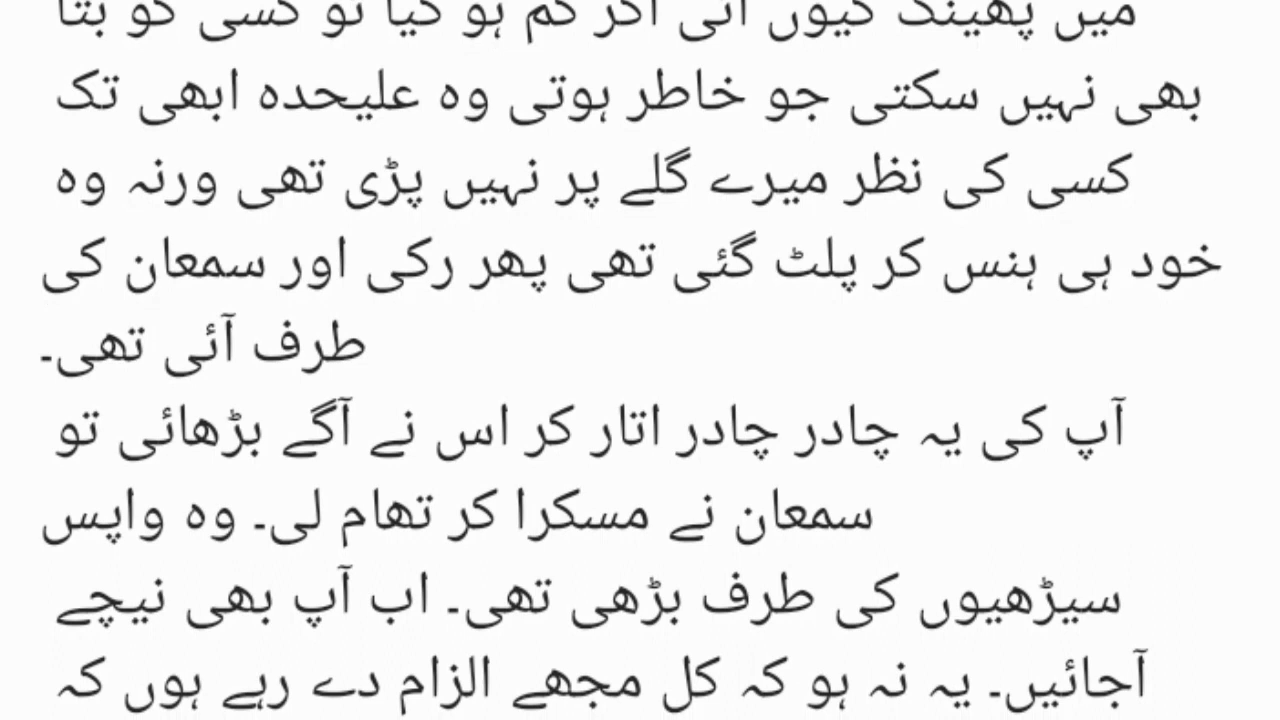 میں پھینک کیوں آئی اگر گم ہو گیا تو کسی کو بتا
بھی نہیں سکتی جو خاطر ہوتی وہ علیحدہ ابھی تک
کسی کی نظر میرے گلے پر نہیں پڑی تھی ورنہ وہ
خود ہی ہنس کر پلٹ گئی تھی پھر رکی اور سمعان کی
طرف آئی تھی۔
آپ کی یہ چادر چادر اتار کر اس نے آگے بڑھائی تو
سمعان نے مسکرا کر تھام لی۔ وہ واپس
سیڑھیوں کی طرف بڑھی تھی۔ اب آپ بھی نیچے
آجائیں۔ یہ نہ ہو کہ کل مجھے الزام دے رہے ہوں کہ